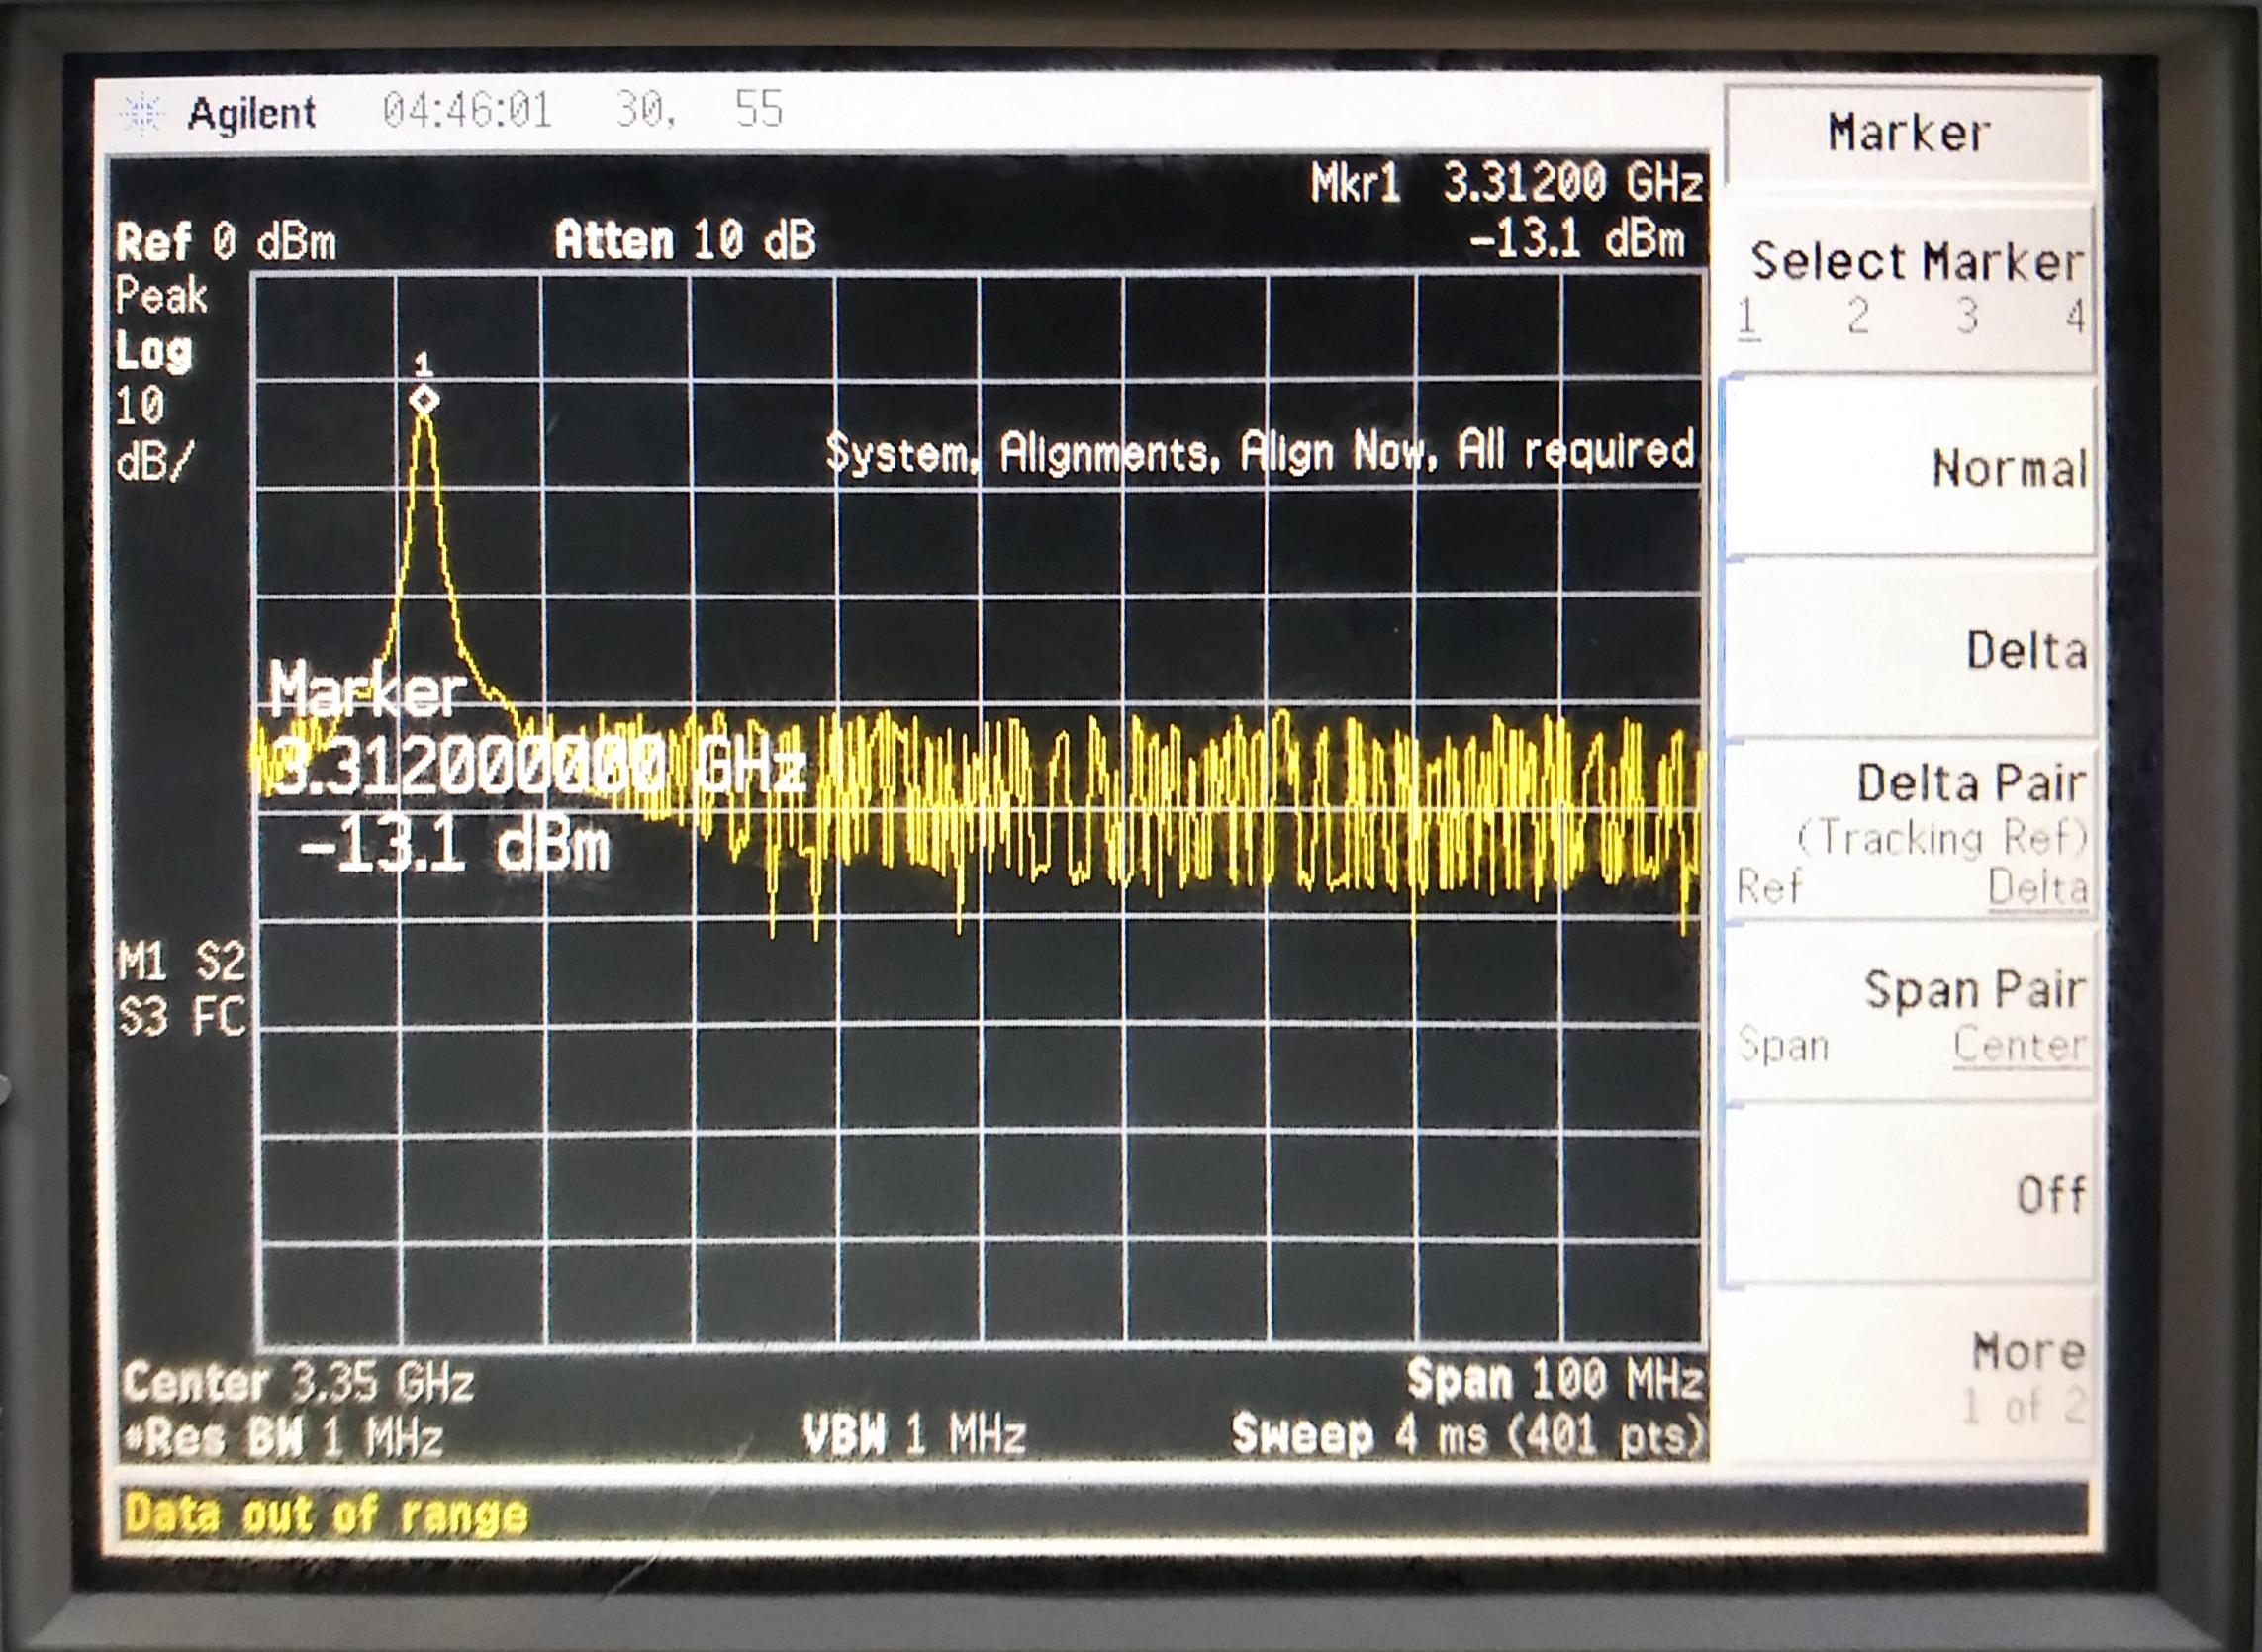 Agilent 04:46:01 30, 55
Mkr1 3.31200 GHz
Ref 0 dBm Atten 10 dB -13.1 dBm
Peak
Log
10
dB/
1
System, Alignments, Align Now, All required
Marker
3.312000000 GHz
-13.1 dBm
M1 S2
S3 FC
Center 3.35 GHz Span 100 MHz
#Res BW 1 MHz VBW 1 MHz Sweep 4 ms (401 pts)
Data out of range
Marker
Select Marker
1 2 3 4
Normal
Delta
Delta Pair
(Tracking Ref)
Ref Delta
Span Pair
Span Center
Off
More
1 of 2